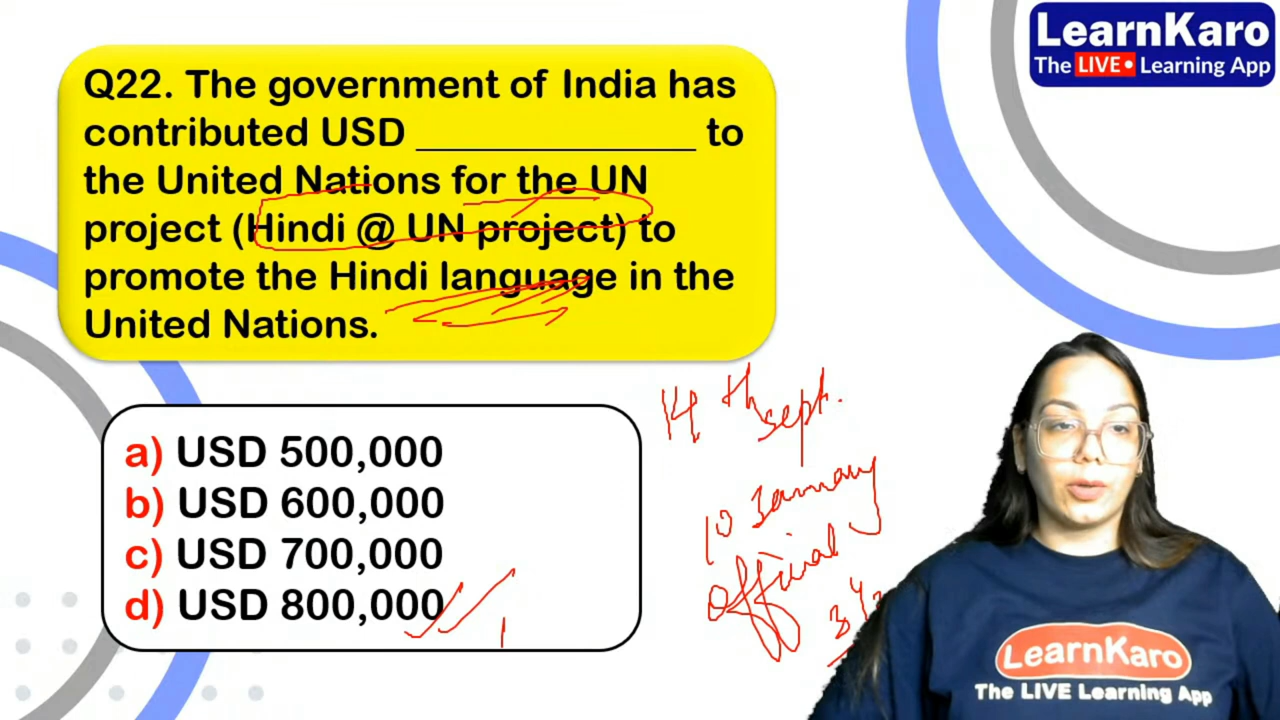 LearnKaro
The LIVE Learning App
Q22. The government of India has
contributed USD ______________ to
the United Nations for the UN
project (Hindi @ UN project) to
promote the Hindi language in the
United Nations.
a) USD 500,000
b) USD 600,000
c) USD 700,000
d) USD 800,000
14th sept.
10 January
official
LearnKaro
The LIVE Learning App